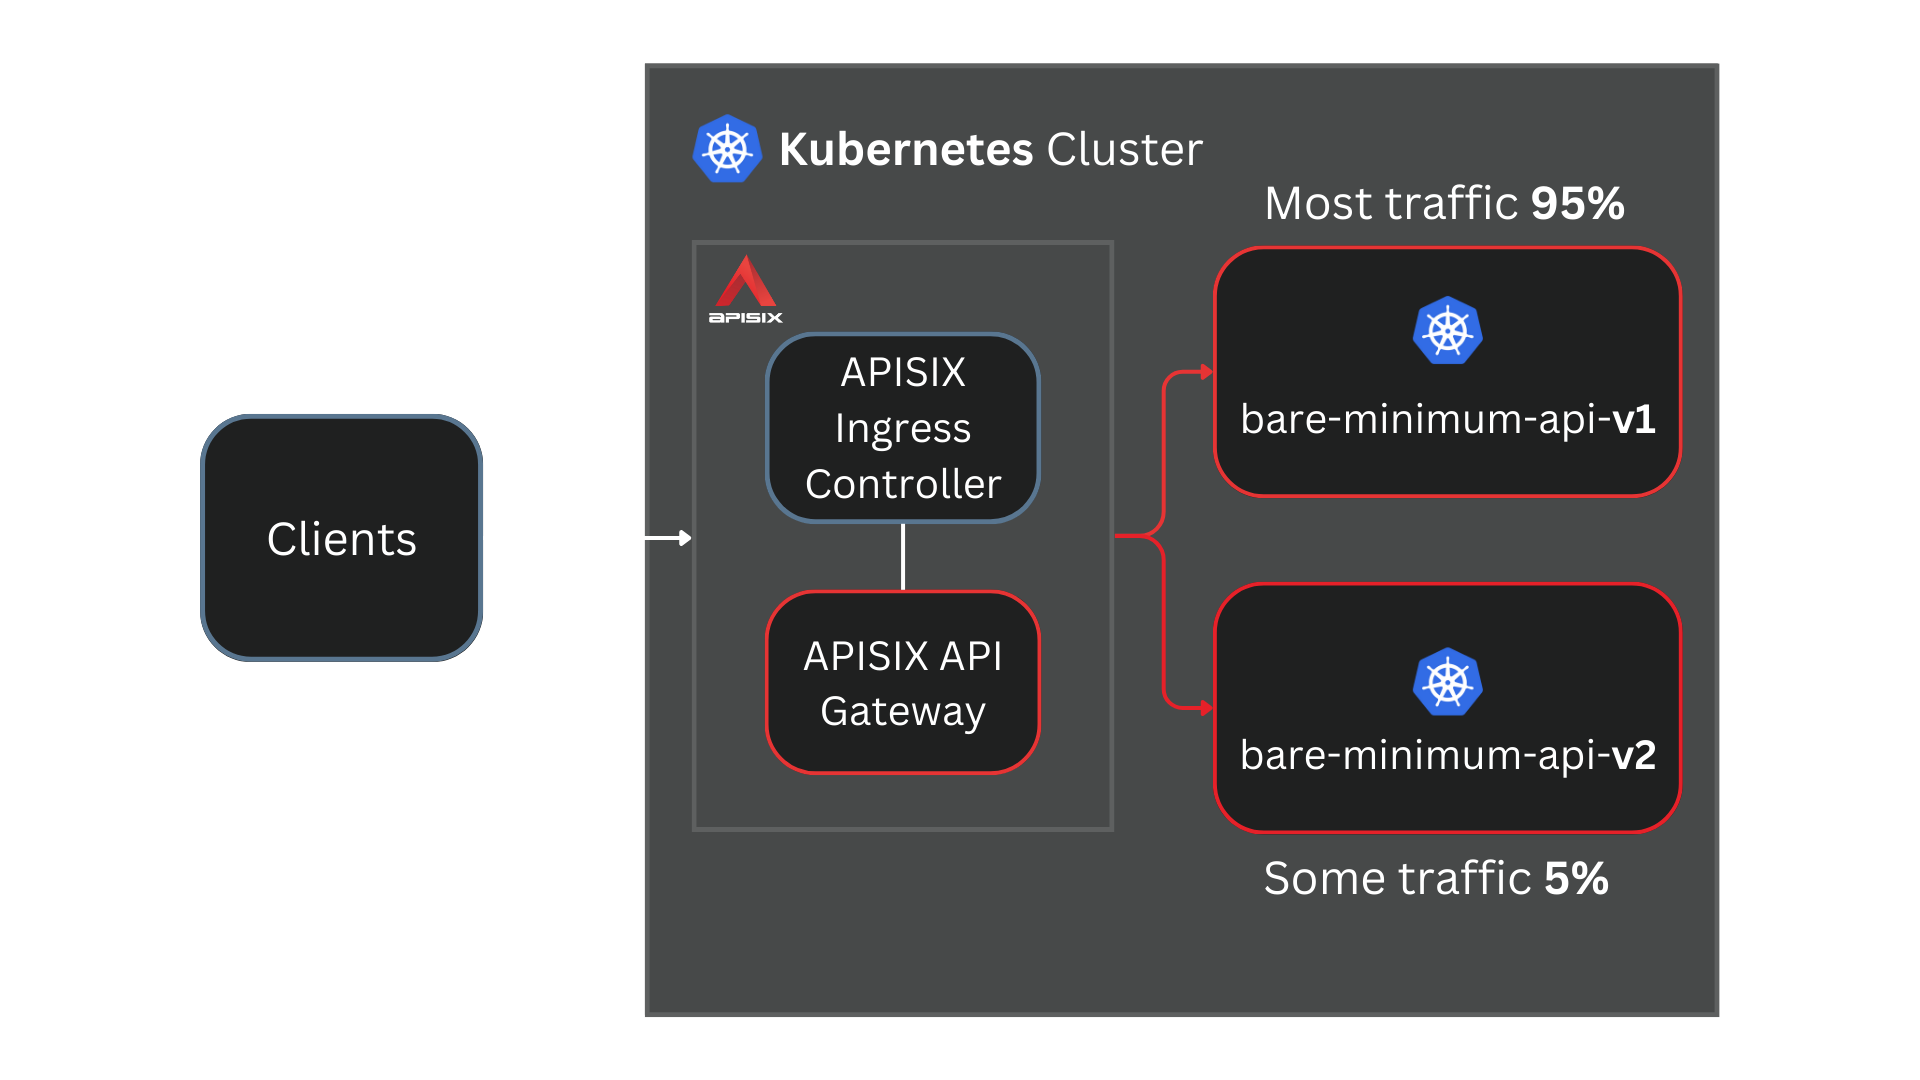 Kubernetes Cluster
Most traffic 95%
APISIX
APISIX
Ingress
Controller
bare-minimum-api-v1
Clients
APISIX API
Gateway
bare-minimum-api-v2
Some traffic 5%